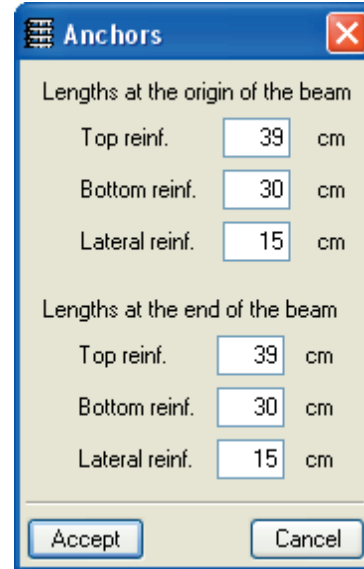 Anchors
Lengths at the origin of the beam
Top reinf. 39 cm
Bottom reinf. 30 cm
Lateral reinf. 15 cm
Lengths at the end of the beam
Top reinf. 39 cm
Bottom reinf. 30 cm
Lateral reinf. 15 cm
Accept Cancel